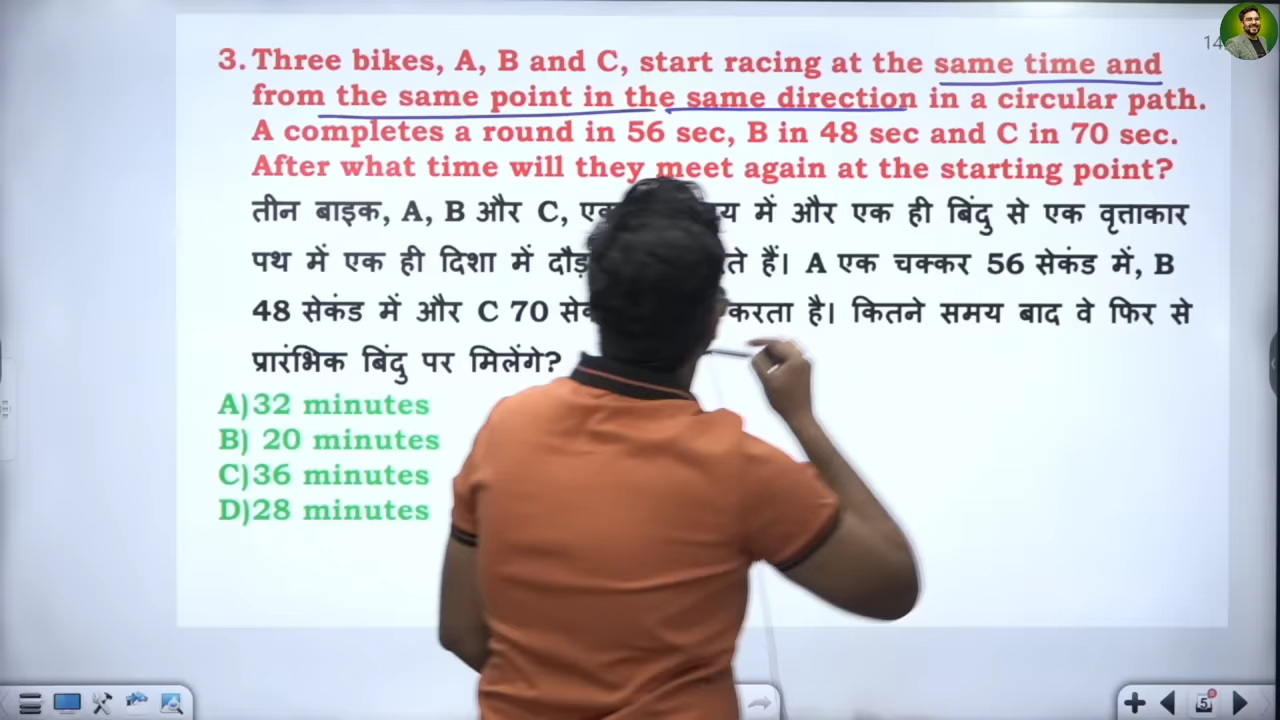 14
3. Three bikes, A, B and C, start racing at the same time and
from the same point in the same direction in a circular path.
A completes a round in 56 sec, B in 48 sec and C in 70 sec.
After what time will they meet again at the starting point?
तीन बाइक, A, B और C, में और एक ही बिंदु से एक वृत्ताकार
पथ में एक ही दिशा में हैं। A एक चक्कर 56 सेकंड में, B
48 सेकंड में और C 70 करता है। कितने समय बाद वे फिर से
प्रारंभिक बिंदु पर मिलेंगे?
A) 32 minutes
B) 20 minutes
C) 36 minutes
D) 28 minutes
5